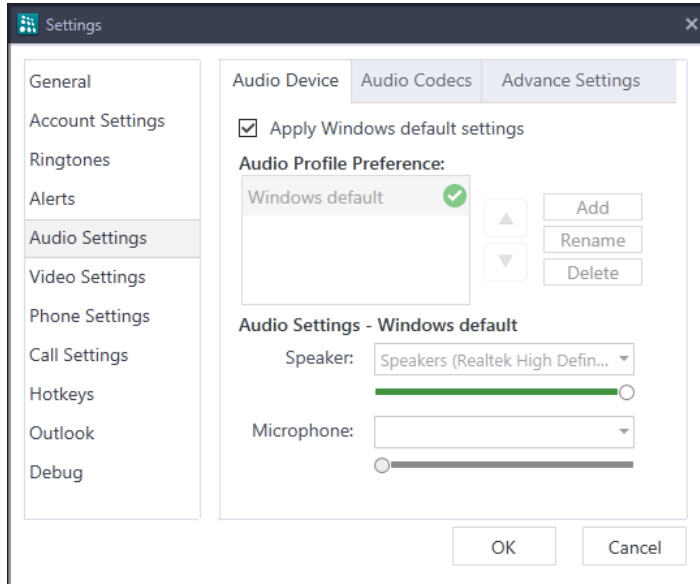 Settings
General
Account Settings
Ringtones
Alerts
Audio Settings
Video Settings
Phone Settings
Call Settings
Hotkeys
Outlook
Debug
Audio Device
Audio Codecs
Advance Settings
Apply Windows default settings
Audio Profile Preference:
Windows default
Add
Rename
Delete
Audio Settings - Windows default
Speaker:
Speakers (Realtek High Defin...
Microphone:
OK
Cancel